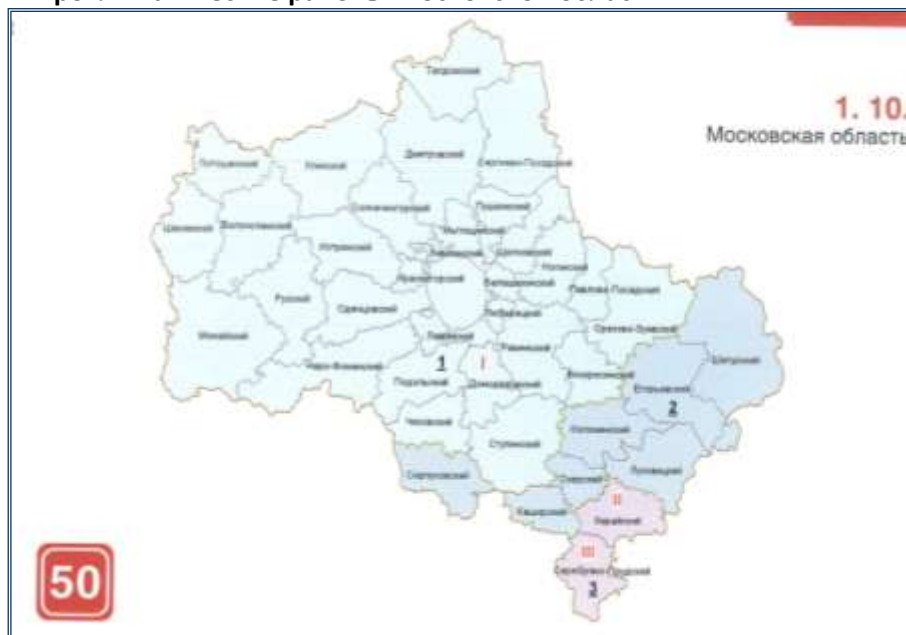 1. 10.
Московская область
Талдомский
Дмитровский
Сергиево-Посадский
Лотошинский
Клинский
Солнечногорский
Пушкинский
Шаховской
Волоколамский
Мытищинский
Истринский
Щелковский
Ногинский
Красногорский
Балашихинский
Павлово-Посадский
Рузский
Одинцовский
Люберецкий
Можайский
Ленинский
Раменский
Орехово-Зуевский
Шатурский
1
I
Наро-Фоминский
Подольский
Домодедовский
Воскресенский
Егорьевский
2
Чеховский
Ступинский
Коломенский
Серпуховский
Озерский
Луховицкий
II
Каширский
Зарайский
III
Серебряно-Прудский
3
50